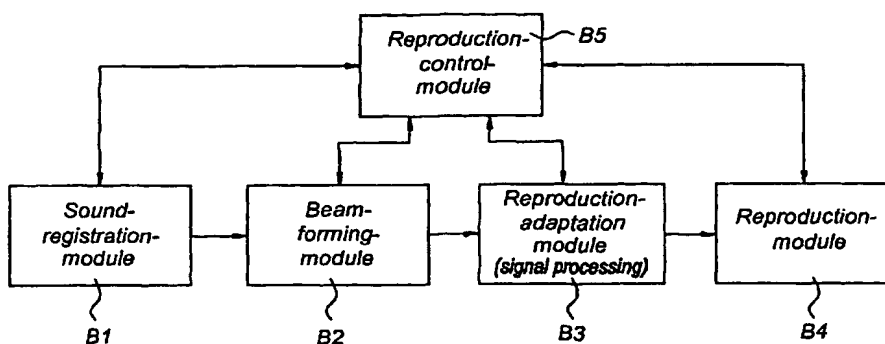 Reproduction-
control-
module
B5
Sound-
registration-
module
Beam-
forming-
module
Reproduction-
adaptation
module
(signal processing)
Reproduction-
module
B1
B2
B3
B4